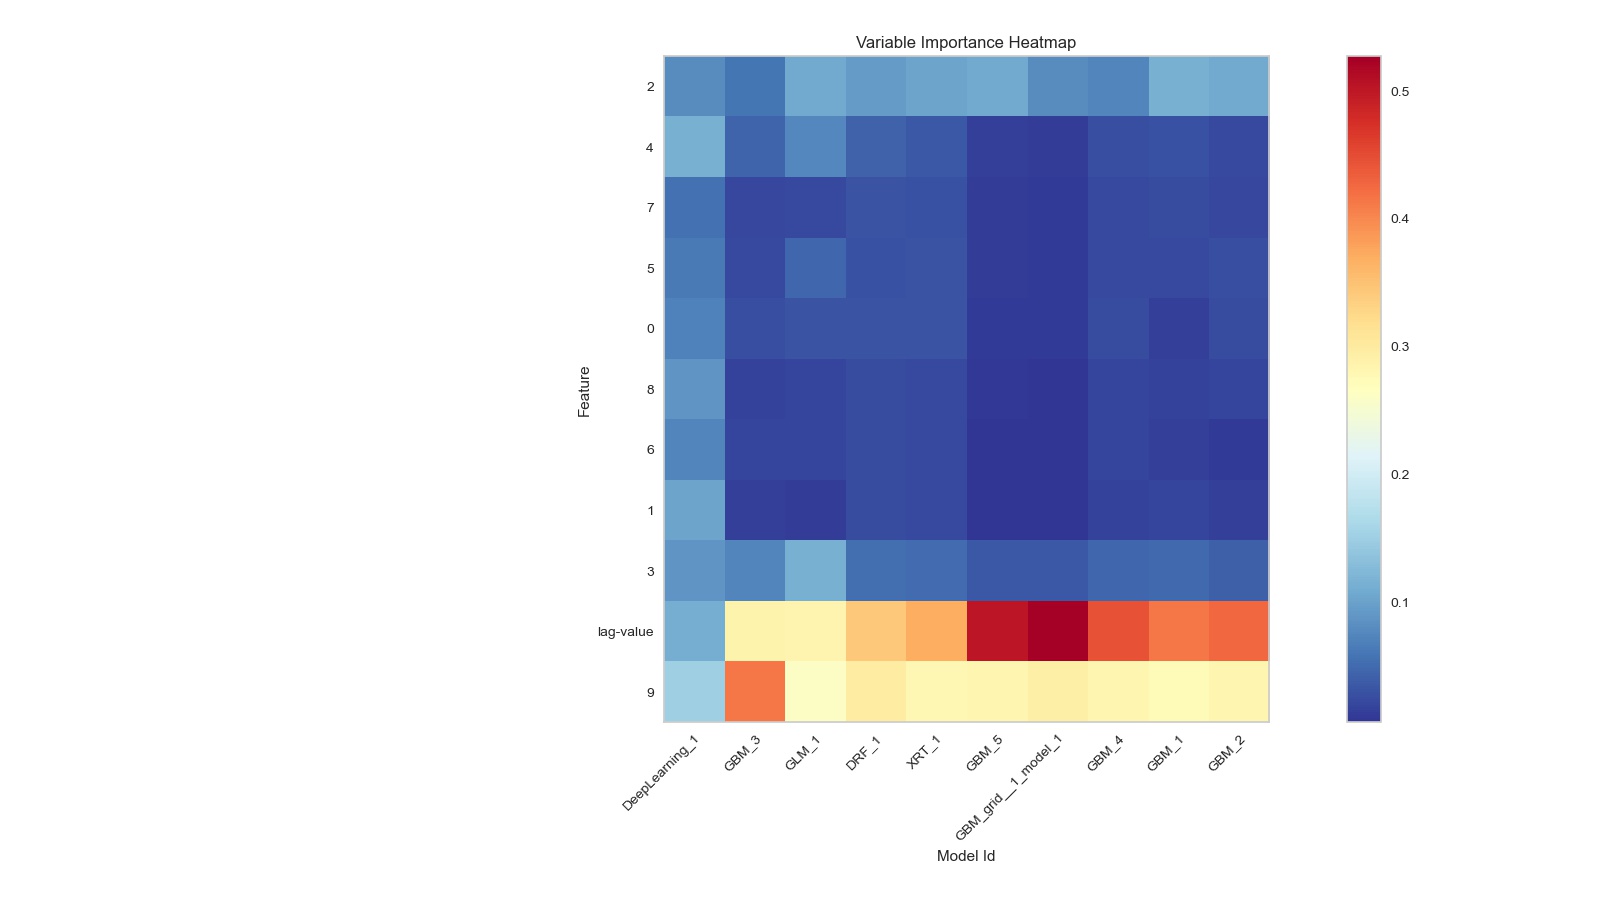 Variable Importance Heatmap
2
4
7
5
0
8
6
1
3
lag-value
9
Feature
DeepLearning_1
GBM_3
GLM_1
DRF_1
XRT_1
GBM_5
GBM_grid__1_model_1
GBM_4
GBM_1
GBM_2
Model Id
0.5
0.4
0.3
0.2
0.1